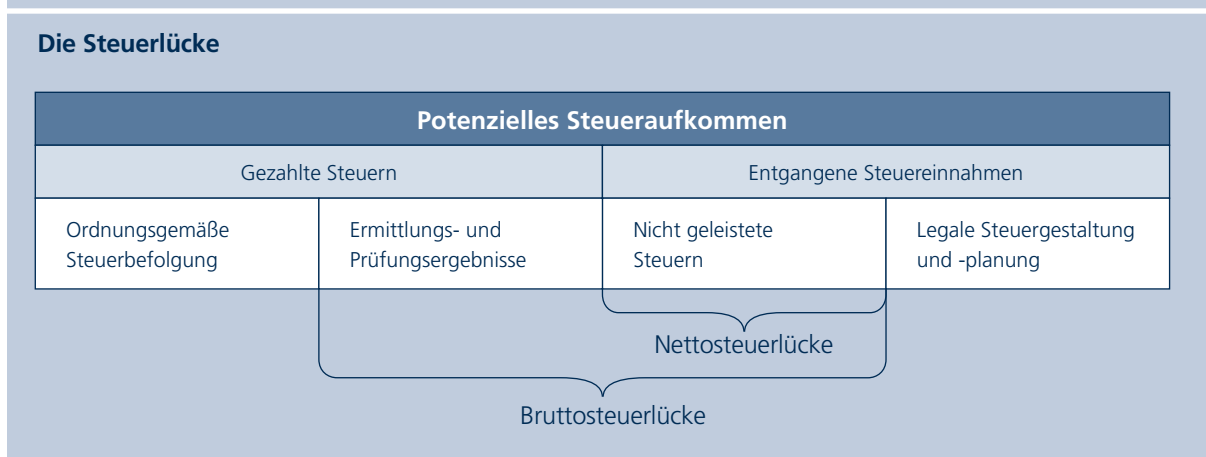 Die Steuerlücke
Potenzielles Steueraufkommen
Gezahlte Steuern
Entgangene Steuereinnahmen
Ordnungsgemäße
Steuerbefolgung
Ermittlungs- und
Prüfungsergebnisse
Nicht geleistete
Steuern
Legale Steuergestaltung
und -planung
Nettosteuerlücke
Bruttosteuerlücke